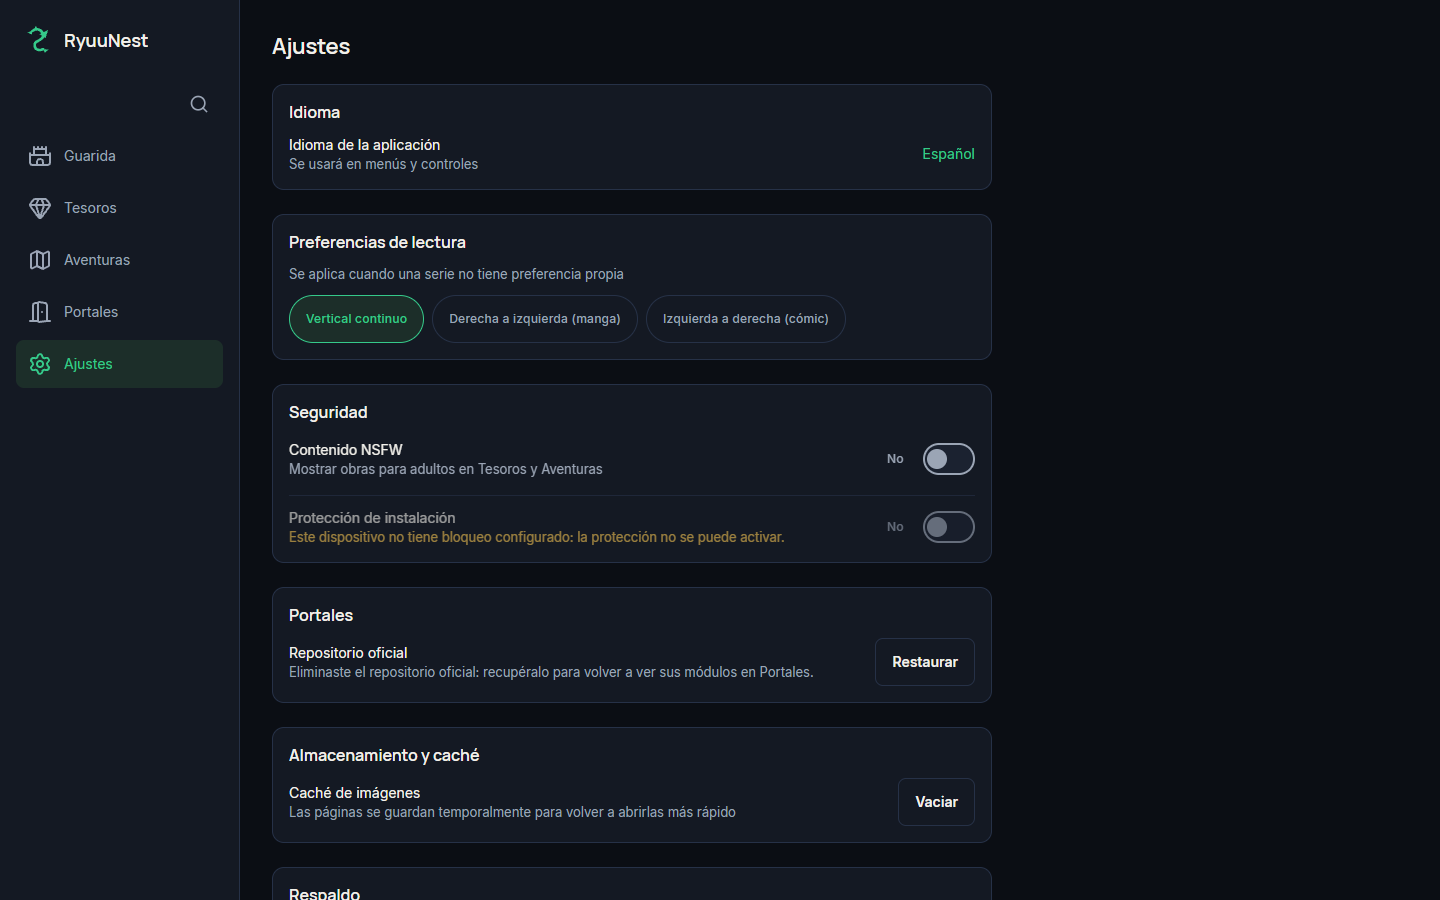 RyuuNest
Guarida
Tesoros
Aventuras
Portales
Ajustes
Ajustes
Idioma
Idioma de la aplicación
Se usará en menús y controles
Español
Preferencias de lectura
Se aplica cuando una serie no tiene preferencia propia
Vertical continuo
Derecha a izquierda (manga)
Izquierda a derecha (cómic)
Seguridad
Contenido NSFW
Mostrar obras para adultos en Tesoros y Aventuras
No
Protección de instalación
Este dispositivo no tiene bloqueo configurado: la protección no se puede activar.
No
Portales
Repositorio oficial
Eliminaste el repositorio oficial: recupéralo para volver a ver sus módulos en Portales.
Restaurar
Almacenamiento y caché
Caché de imágenes
Las páginas se guardan temporalmente para volver a abrirlas más rápido
Vaciar
Respaldo